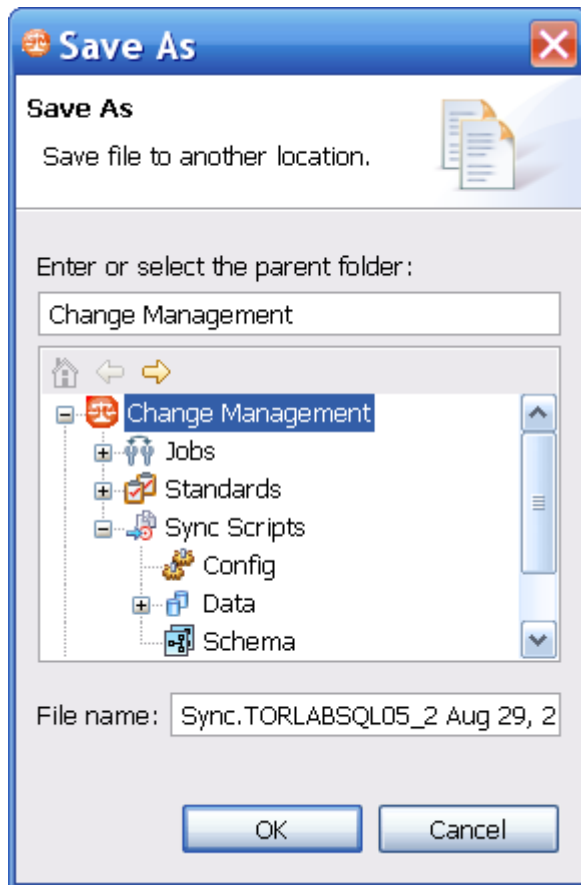 Save As
Save As
Save file to another location.
Enter or select the parent folder:
Change Management
Change Management
Jobs
Standards
Sync Scripts
Config
Data
Schema
File name: Sync.TORLABSQL05_2 Aug 29, 2
OK Cancel